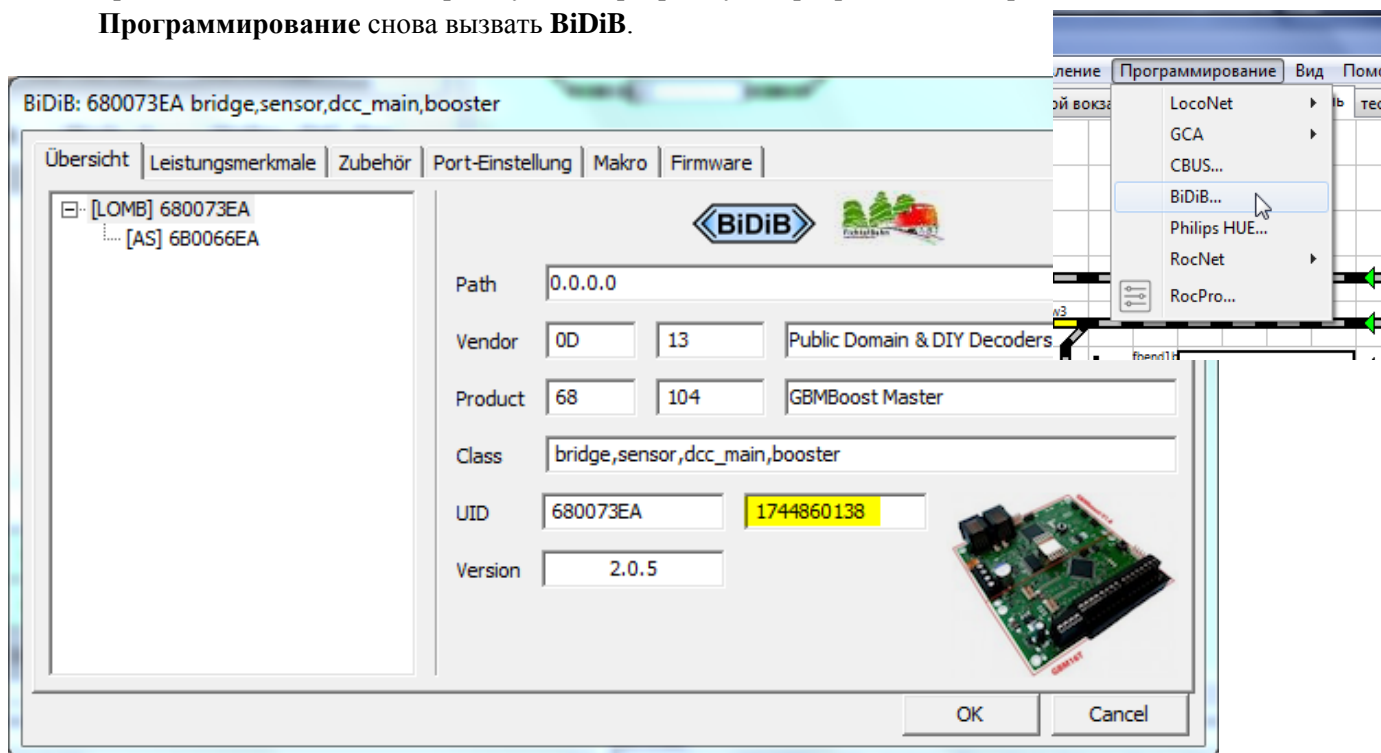 Программирование снова вызвать BiDiB.
ление Программирование Вид
LocoNet
GCA
CBUS...
BiDiB...
Philips HUE...
RocNet
RocPro...
w3
BiDiB: 680073EA bridge,sensor,dcc_main,booster
Übersicht Leistungsmerkmale Zubehör Port-Einstellung Makro Firmware
[LOMB] 680073EA
[AS] 6B0066EA
BiDiB
Path 0.0.0.0
Vendor 0D 13 Public Domain & DIY Decoders
Product 68 104 GBMBoost Master
Class bridge,sensor,dcc_main,booster
UID 680073EA 1744860138
Version 2.0.5
GBM16T
OK Cancel